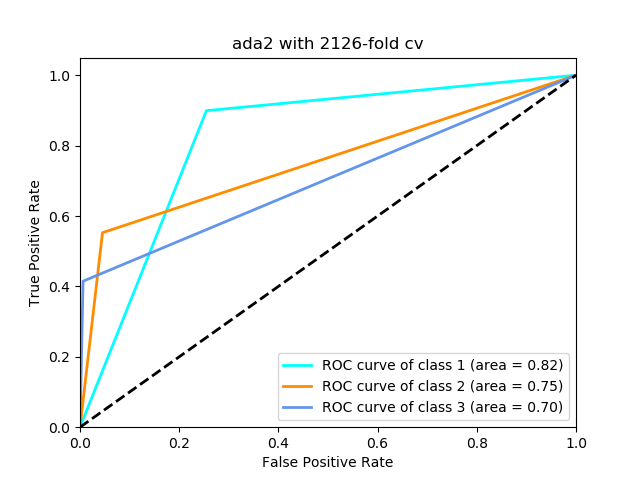 ada2 with 2126-fold cv
1.0
0.8
0.6
0.4
0.2
0.0
True Positive Rate
ROC curve of class 1 (area = 0.82)
ROC curve of class 2 (area = 0.75)
ROC curve of class 3 (area = 0.70)
0.0 0.2 0.4 0.6 0.8 1.0
False Positive Rate